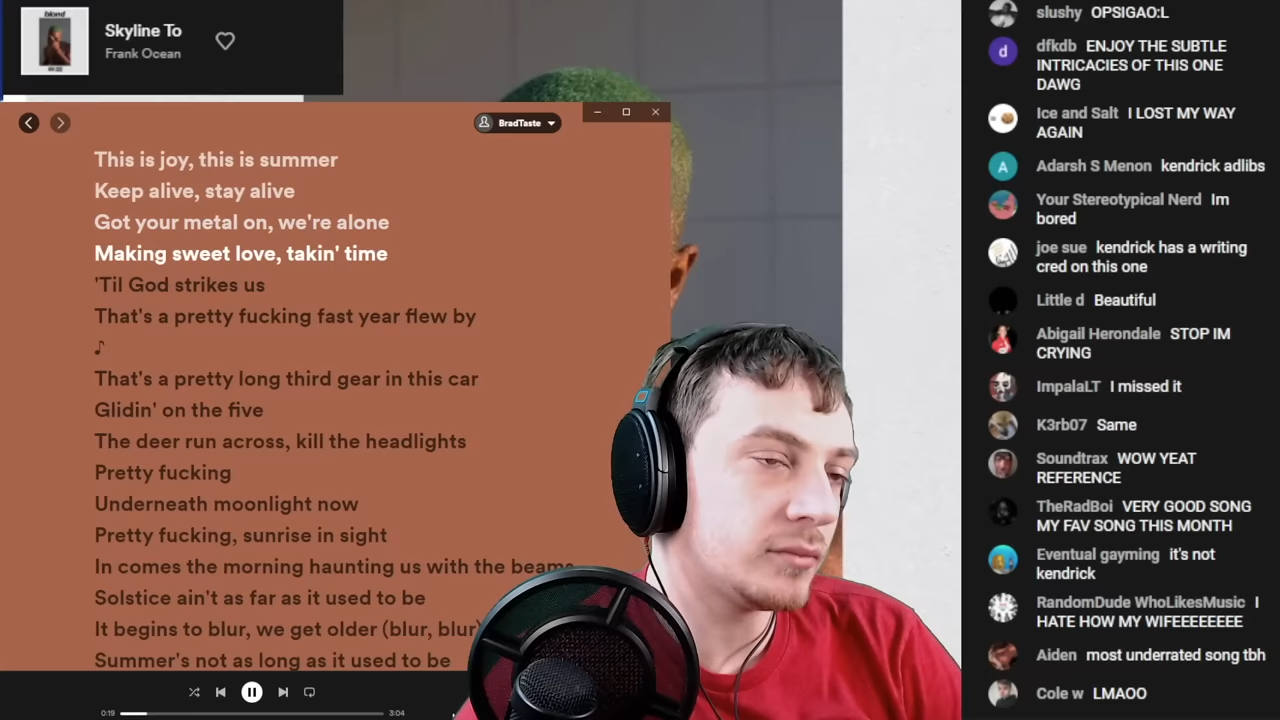 blond
Skyline To
Frank Ocean
BradTaste
This is joy, this is summer
Keep alive, stay alive
Got your metal on, we're alone
Making sweet love, takin' time
'Til God strikes us
That's a pretty fucking fast year flew by
♪
That's a pretty long third gear in this car
Glidin' on the five
The deer run across, kill the headlights
Pretty fucking
Underneath moonlight now
Pretty fucking, sunrise in sight
In comes the morning haunting us with the beams
Solstice ain't as far as it used to be
It begins to blur, we get older (blur, blur)
Summer's not as long as it used to be
0:19
3:04
slushy OPSIGAO:L
d
dfkdb ENJOY THE SUBTLE
INTRICACIES OF THIS ONE
DAWG
Ice and Salt I LOST MY WAY
AGAIN
A
Adarsh S Menon kendrick adlibs
Your Stereotypical Nerd Im
bored
joe sue kendrick has a writing
cred on this one
Little d Beautiful
Abigail Herondale STOP IM
CRYING
ImpalaLT I missed it
K3rb07 Same
Soundtrax WOW YEAT
REFERENCE
TheRadBoi VERY GOOD SONG
MY FAV SONG THIS MONTH
Eventual gayming it's not
kendrick
RandomDude WhoLikesMusic I
HATE HOW MY WIFEEEEEEEE
Aiden most underrated song tbh
Cole w LMAOO